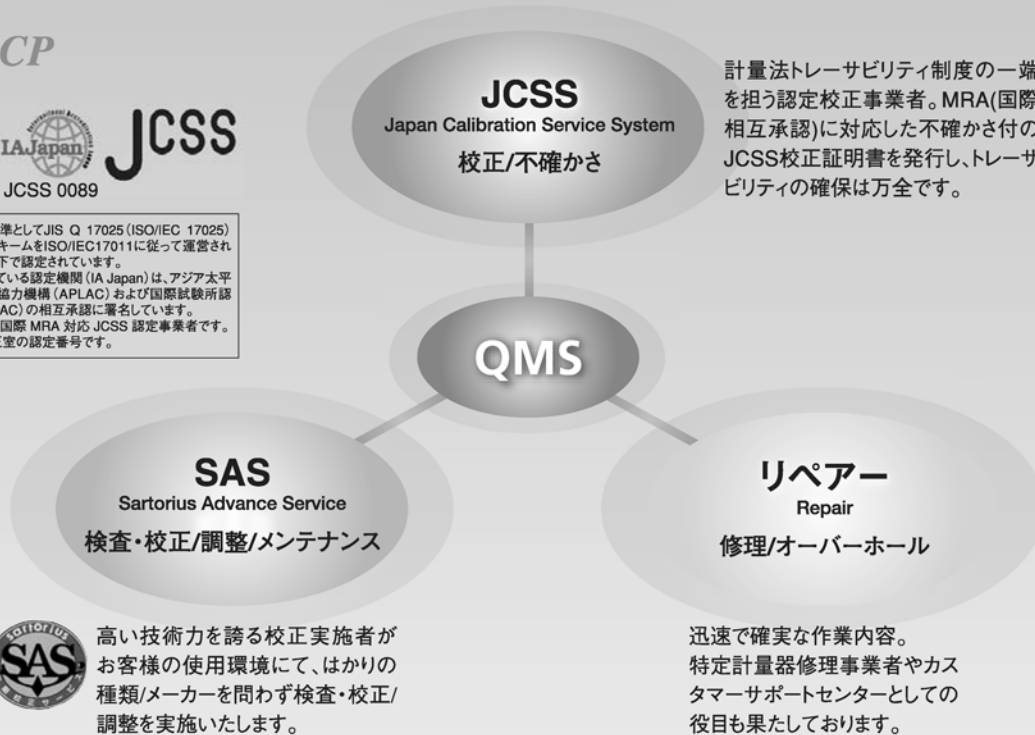 CP
JCSS
Japan Calibration Service System
校正/不確かさ
計量法トレーサビリティ制度の一端
を担う認定校正事業者。MRA(国際
相互承認)に対応した不確かさ付の
JCSS校正証明書を発行し、トレーサ
ビリティの確保は万全です。
International Accreditation Japan
IAJapan
JCSS
JCSS 0089
準としてJIS Q 17025(ISO/IEC 17025)
キームをISO/IEC17011に従って運営され
下で認定されています。
ている認定機関(IA Japan)は、アジア太平
協力機構(APLAC)および国際試験所認
AC)の相互承認に署名しています。
国際 MRA 対応 JCSS 認定事業者です。
室の認定番号です。
QMS
SAS
Sartorius Advance Service
検査・校正/調整/メンテナンス
リペアー
Repair
修理/オーバーホール
sartorius
SAS
高い技術力を誇る校正実施者が
お客様の使用環境にて、はかりの
種類/メーカーを問わず検査・校正/
調整を実施いたします。
迅速で確実な作業内容。
特定計量器修理事業者やカス
タマーサポートセンターとしての
役目も果たしております。